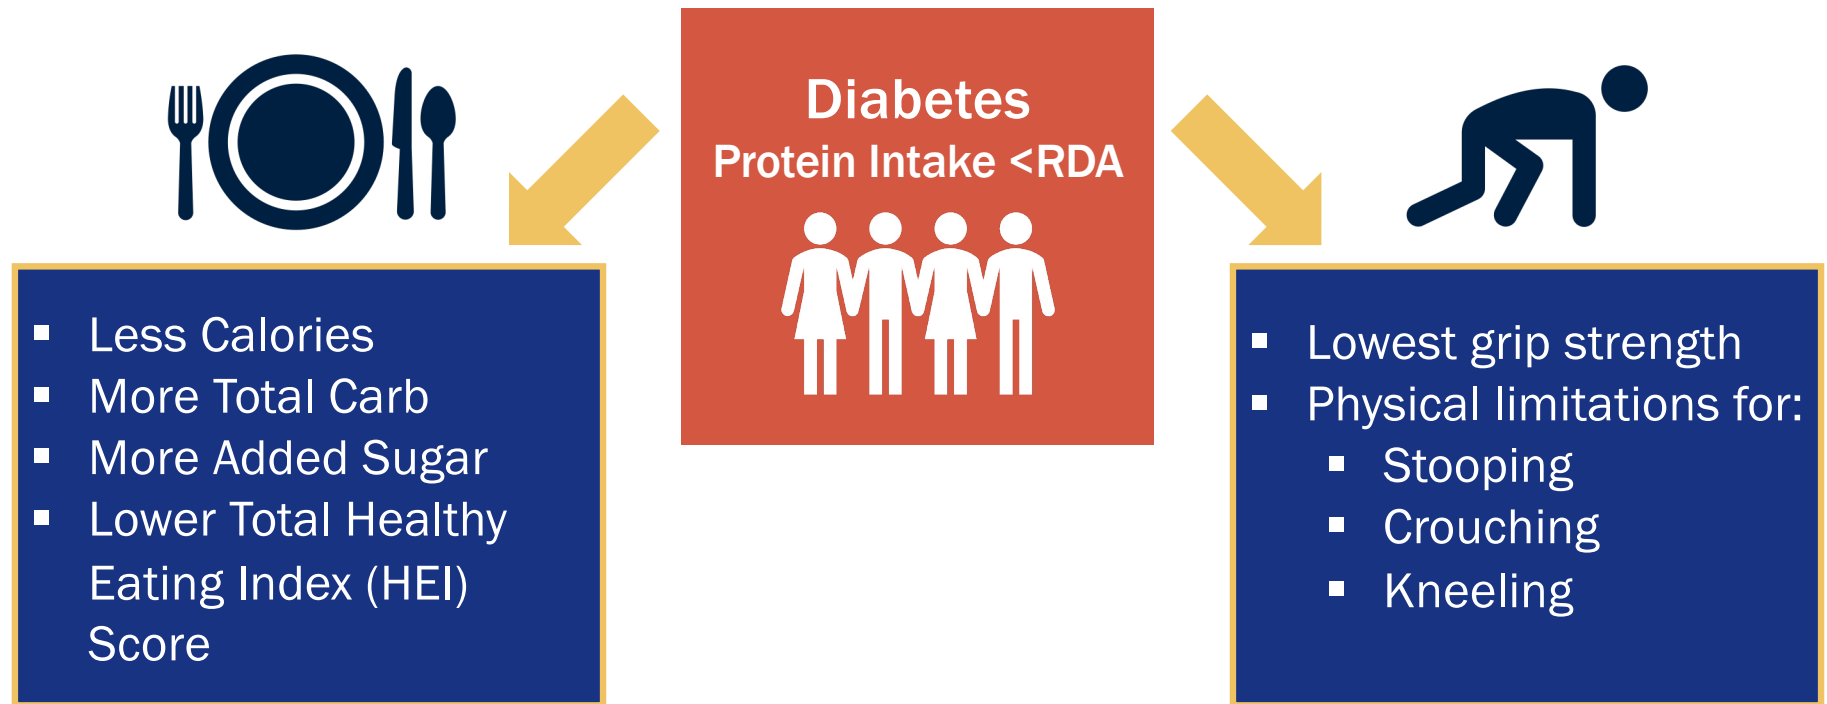 Diabetes
Protein Intake <RDA
▪ Less Calories
▪ More Total Carb
▪ More Added Sugar
▪ Lower Total Healthy
Eating Index (HEI)
Score
▪ Lowest grip strength
▪ Physical limitations for:
▪ Stooping
▪ Crouching
▪ Kneeling